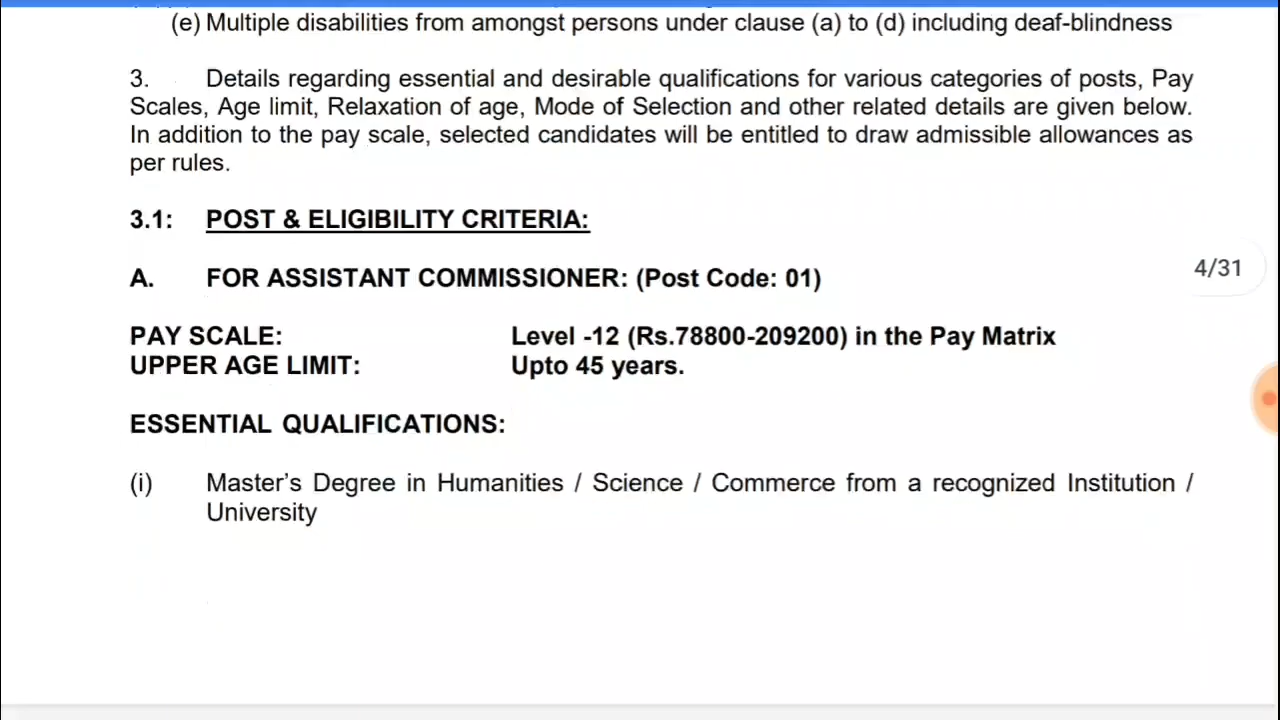 (e) Multiple disabilities from amongst persons under clause (a) to (d) including deaf-blindness
3. Details regarding essential and desirable qualifications for various categories of posts, Pay
Scales, Age limit, Relaxation of age, Mode of Selection and other related details are given below.
In addition to the pay scale, selected candidates will be entitled to draw admissible allowances as
per rules.
3.1: POST & ELIGIBILITY CRITERIA:
A. FOR ASSISTANT COMMISSIONER: (Post Code: 01)
4/31
PAY SCALE: Level -12 (Rs.78800-209200) in the Pay Matrix
UPPER AGE LIMIT: Upto 45 years.
ESSENTIAL QUALIFICATIONS:
(i) Master's Degree in Humanities / Science / Commerce from a recognized Institution /
University